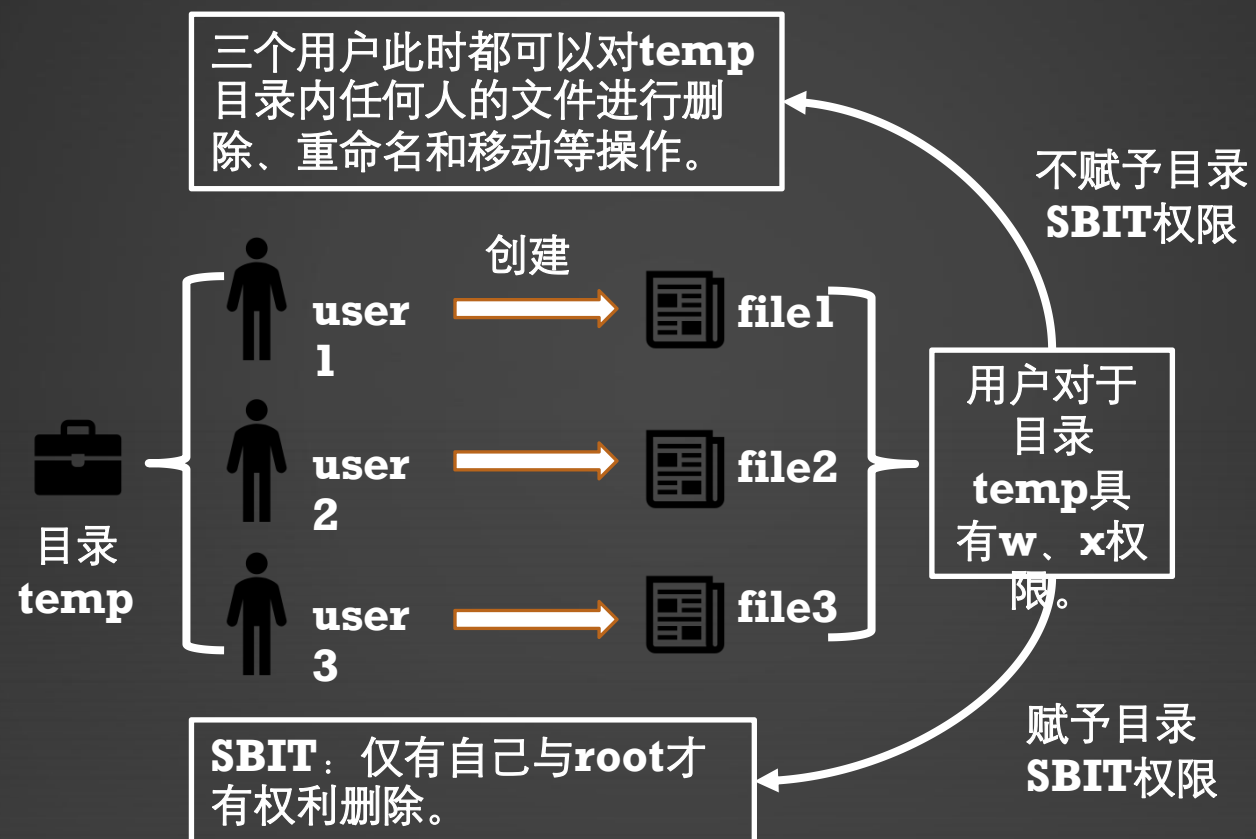 三个用户此时都可以对temp
目录内任何人的文件进行删
除、重命名和移动等操作。
不赋予目录
SBIT权限
创建
user
1
file1
user
2
file2
user
3
file3
目录
temp
用户对于
目录
temp具
有w、x权
限。
赋予目录
SBIT权限
SBIT：仅有自己与root才
有权利删除。